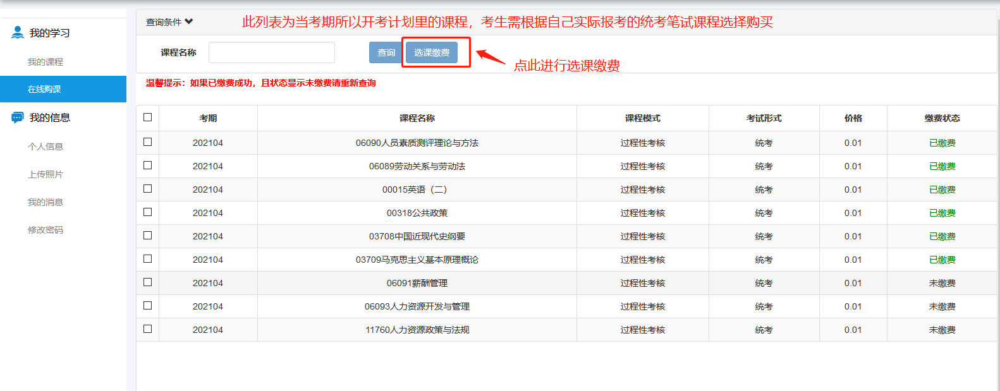 我的学习
我的课程
在线购课
我的信息
个人信息
上传照片
我的消息
修改密码
查询条件
此列表为当考期所以开考计划里的课程，考生需根据自己实际报考的统考笔试课程选择购买
课程名称 查询 选课缴费
点此进行选课缴费
温馨提示：如果已缴费成功，且状态显示未缴费请重新查询
考期 课程名称 课程模式 考试形式 价格 缴费状态
202104 06090人员素质测评理论与方法 过程性考核 统考 0.01 已缴费
202104 06089劳动关系与劳动法 过程性考核 统考 0.01 已缴费
202104 00015英语（二） 过程性考核 统考 0.01 已缴费
202104 00318公共政策 过程性考核 统考 0.01 已缴费
202104 03708中国近现代史纲要 过程性考核 统考 0.01 已缴费
202104 03709马克思主义基本原理概论 过程性考核 统考 0.01 已缴费
202104 06091薪酬管理 过程性考核 统考 0.01 未缴费
202104 06093人力资源开发与管理 过程性考核 统考 0.01 未缴费
202104 11760人力资源政策与法规 过程性考核 统考 0.01 未缴费